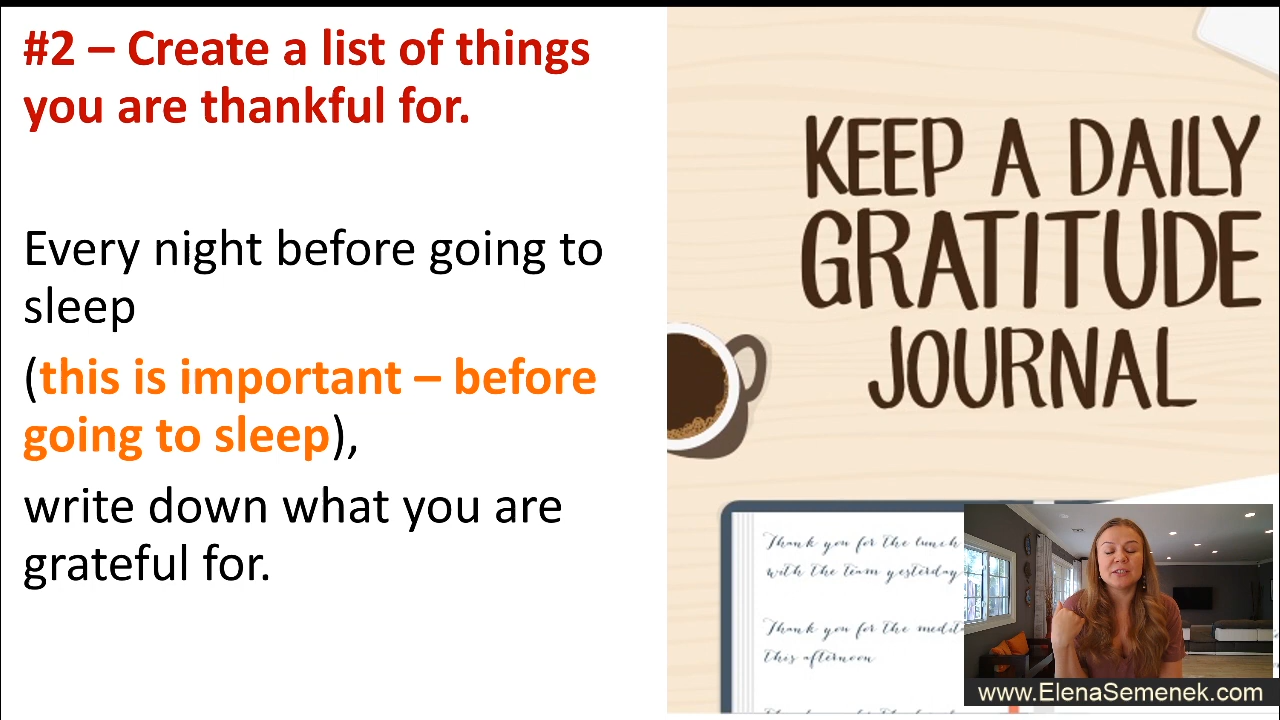 #2 – Create a list of things
you are thankful for.
Every night before going to
sleep
(this is important – before
going to sleep),
write down what you are
grateful for.
KEEP A DAILY
GRATITUDE
JOURNAL
Thank you for the lunch
with the team yesterday
Thank you for the
this afternoon
www.ElenaSemenek.com